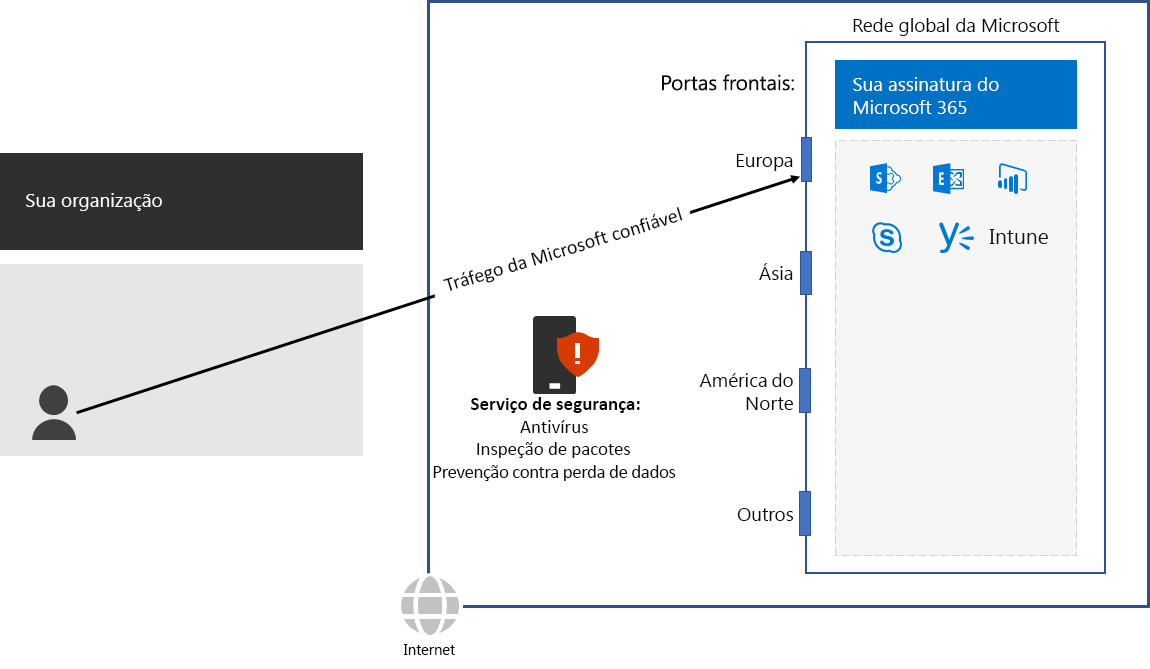 Rede global da Microsoft
Portas frontais:
Sua assinatura do
Microsoft 365
Europa
S
E
Sua organização
Tráfego da Microsoft confiável
S
Intune
Ásia
América do
Norte
Serviço de segurança:
Antivírus
Inspeção de pacotes
Prevenção contra perda de dados
Outros
Internet